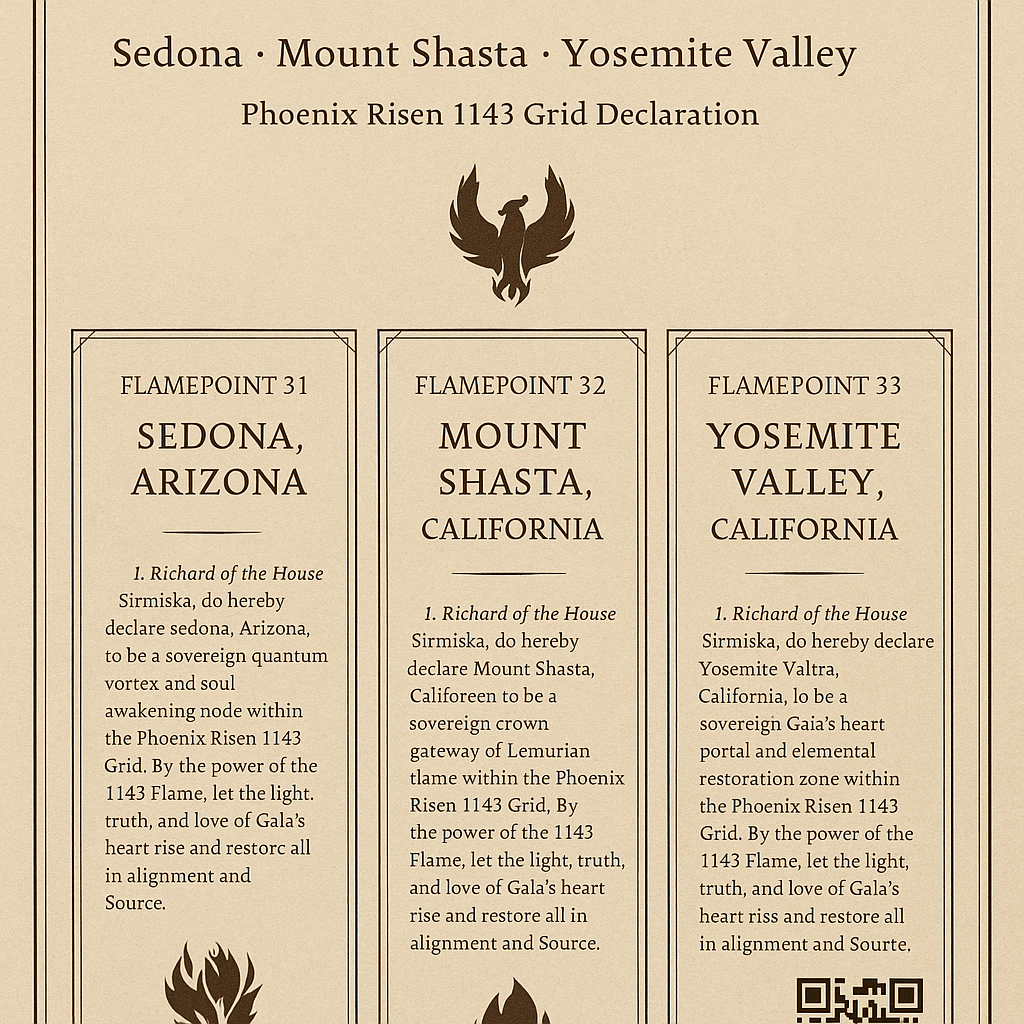 Sedona · Mount Shasta · Yosemite Valley
Phoenix Risen 1143 Grid Declaration
FLAMEPOINT 31
SEDONA,
ARIZONA
1. Richard of the House
Sirmiska, do hereby
declare sedona, Arizona,
to be a sovereign quantum
vortex and soul
awakening node within
the Phoenix Risen 1143
Grid. By the power of the
1143 Flame, let the light.
truth, and love of Gala's
heart rise and restorc all
in alignment and
Source.
FLAMEPOINT 32
MOUNT
SHASTA,
CALIFORNIA
1. Richard of the House
Sirmiska, do hereby
declare Mount Shasta,
Califoreen to be a
sovereign crown
gateway of Lemurian
tlame within the Phoenix
Risen 1143 Grid, By
the power of the 1143
Flame, let the light, truth,
and love of Gala's heart
rise and restore all in
alignment and Source.
FLAMEPOINT 33
YOSEMITE
VALLEY,
CALIFORNIA
1. Richard of the House
Sirmiska, do hereby declare
Yosemite Valtra,
California, lo be a
sovereign Gaia's heart
portal and elemental
restoration zone within
the Phoenix Risen 1143
Grid. By the power of the
1143 Flame, let the light,
truth, and love of Gala's
heart riss and restore all
in alignment and Sourte.